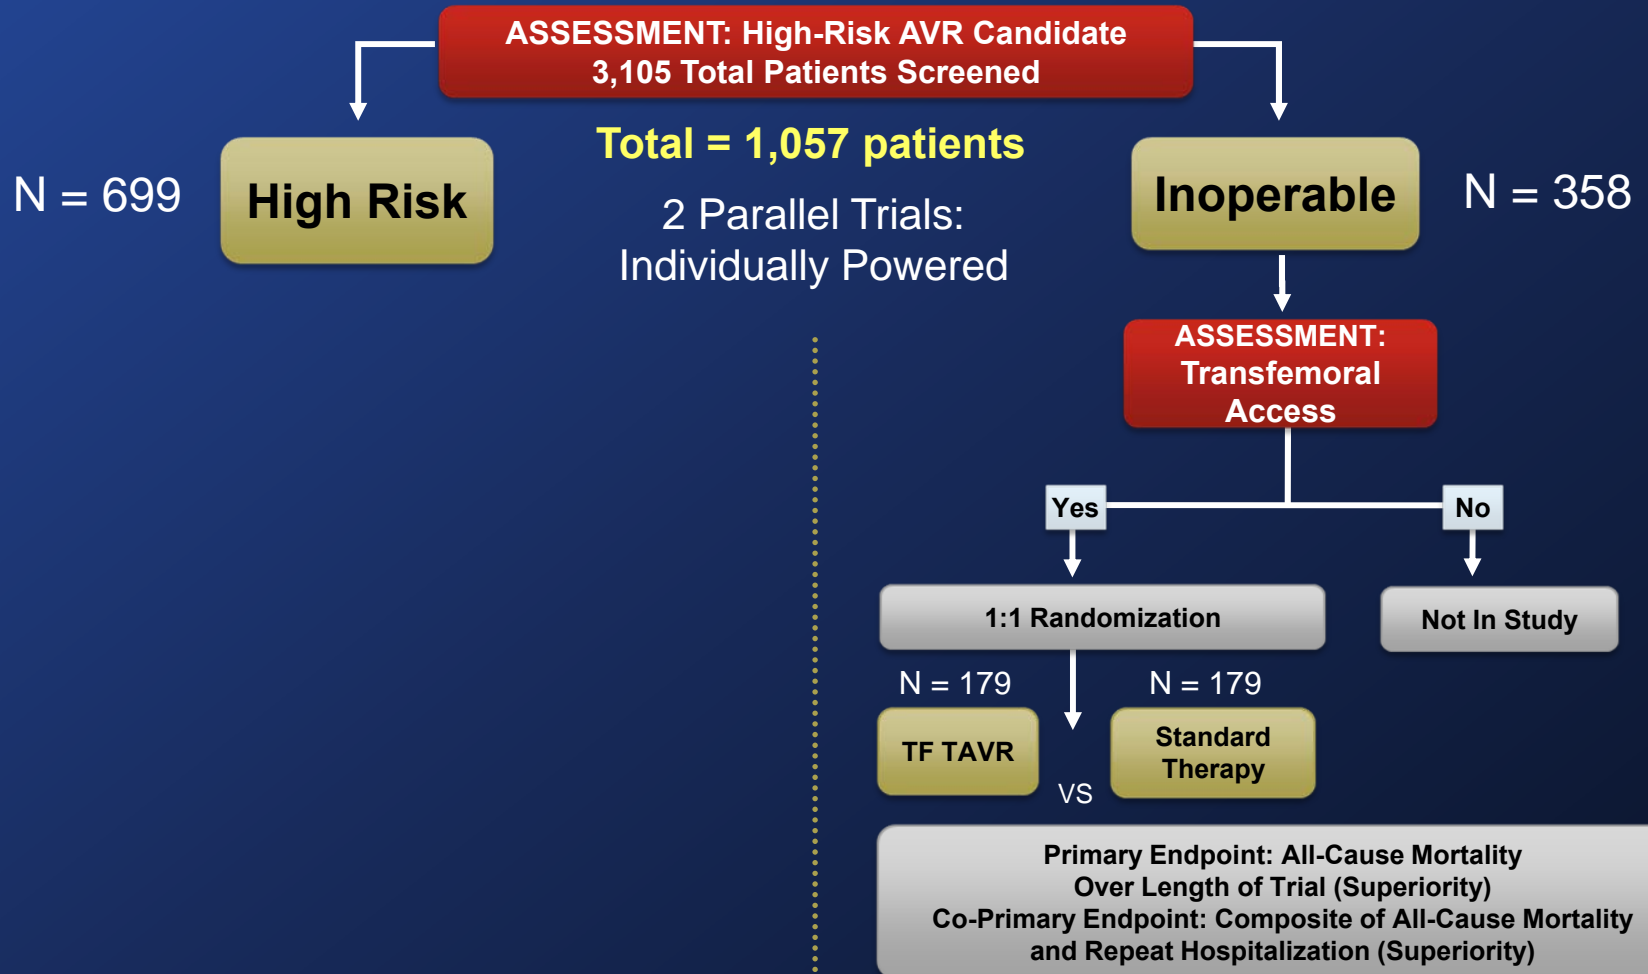 ASSESSMENT: High-Risk AVR Candidate
3,105 Total Patients Screened
Total = 1,057 patients
2 Parallel Trials:
Individually Powered
N = 699
High Risk
Inoperable
N = 358
ASSESSMENT:
Transfemoral
Access
Yes
No
1:1 Randomization
Not In Study
N = 179
N = 179
TF TAVR
VS
Standard
Therapy
Primary Endpoint: All-Cause Mortality
Over Length of Trial (Superiority)
Co-Primary Endpoint: Composite of All-Cause Mortality
and Repeat Hospitalization (Superiority)